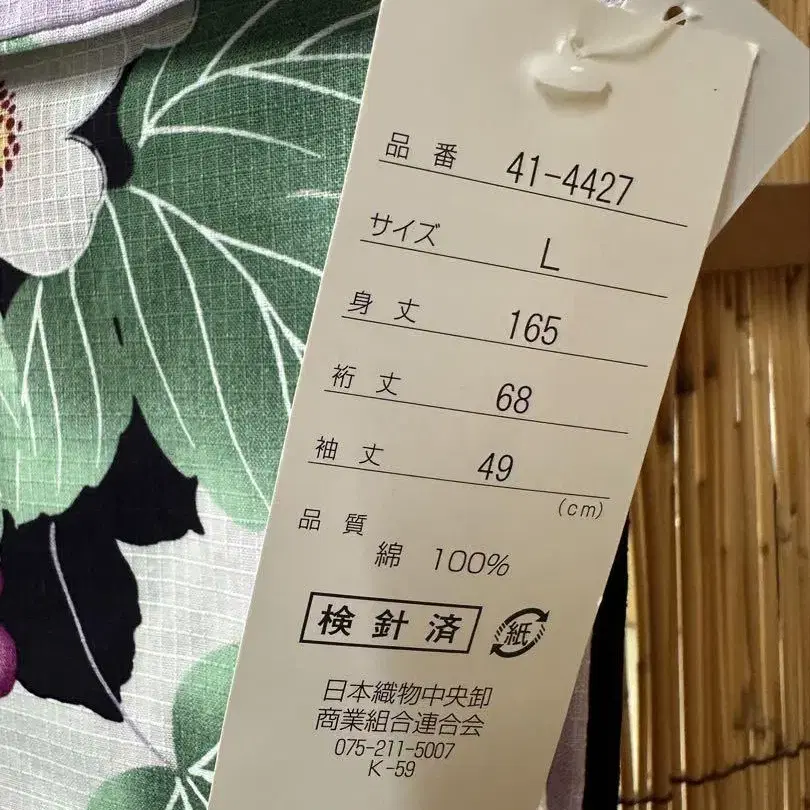 品番 41-4427
サイズ L
身丈 165
裄丈 68
袖丈 49
(cm)
品質
綿 100%
検針済 紙
日本織物中央卸
商業組合連合会
075-211-5007
K-59